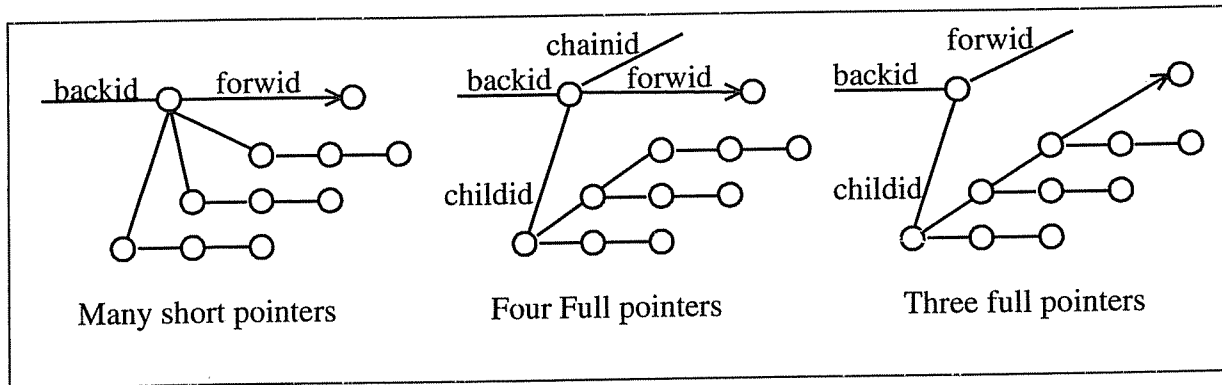 backid forwid
Many short pointers
chainid
backid forwid
childid
Four Full pointers
forwid
backid
childid
Three full pointers